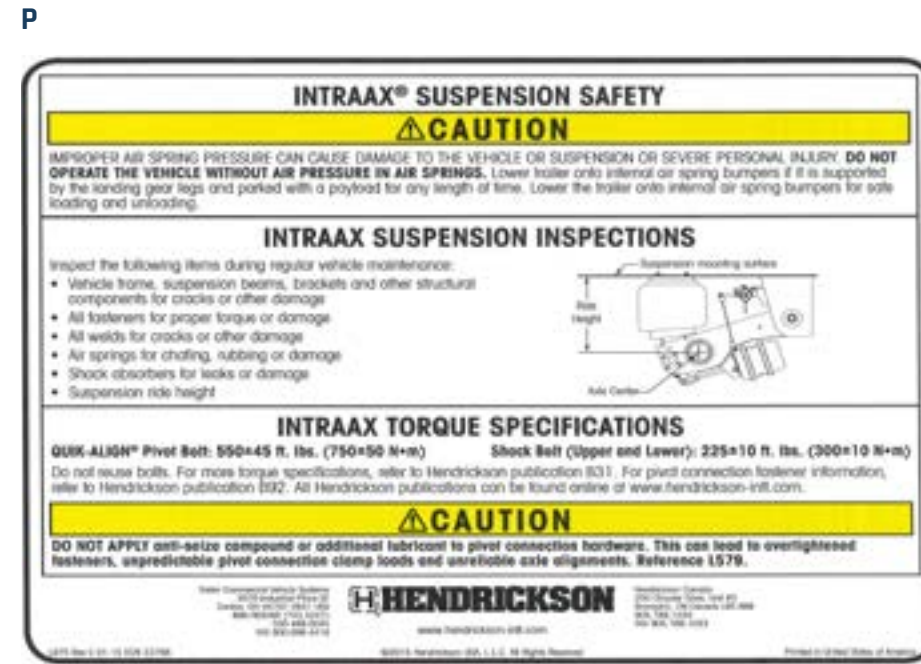 P
INTRAAX® SUSPENSION SAFETY
⚠CAUTION
IMPROPER AIR SPRING PRESSURE CAN CAUSE DAMAGE TO THE VEHICLE OR SUSPENSION OR SEVERE PERSONAL INJURY. DO NOT
OPERATE THE VEHICLE WITHOUT AIR PRESSURE IN AIR SPRINGS. Lower trailer onto internal air spring bumpers if it is supported
by the landing gear legs and parked with a payload for any length of time. Lower the trailer onto internal air spring bumpers for safe
loading and unloading.
INTRAAX SUSPENSION INSPECTIONS
Inspect the following items during regular vehicle maintenance:
• Vehicle frame, suspension beams, brackets and other structural
components for cracks or other damage
• All fasteners for proper torque or damage
• All welds for cracks or other damage
• Air springs for chafing, rubbing or damage
• Shock absorbers for leaks or damage
• Suspension ride height
Suspension mounting surface
Ride
Height
Axle Center
INTRAAX TORQUE SPECIFICATIONS
QUIK-ALIGN® Pivot Bolt: 550±45 ft. lbs. (750±50 N•m) Shock Bolt (Upper and Lower): 225±10 ft. lbs. (300±10 N•m)
Do not reuse bolts. For more torque specifications, refer to Hendrickson publication B31. For pivot connection fastener information,
refer to Hendrickson publication B92. All Hendrickson publications can be found online at www.hendrickson-intl.com.
⚠CAUTION
DO NOT APPLY anti-seize compound or additional lubricant to pivot connection hardware. This can lead to overtightened
fasteners, unpredictable pivot connection clamp loads and unreliable axle alignments. Reference L579.
HENDRICKSON
www.hendrickson-intl.com
Printed in United States of America